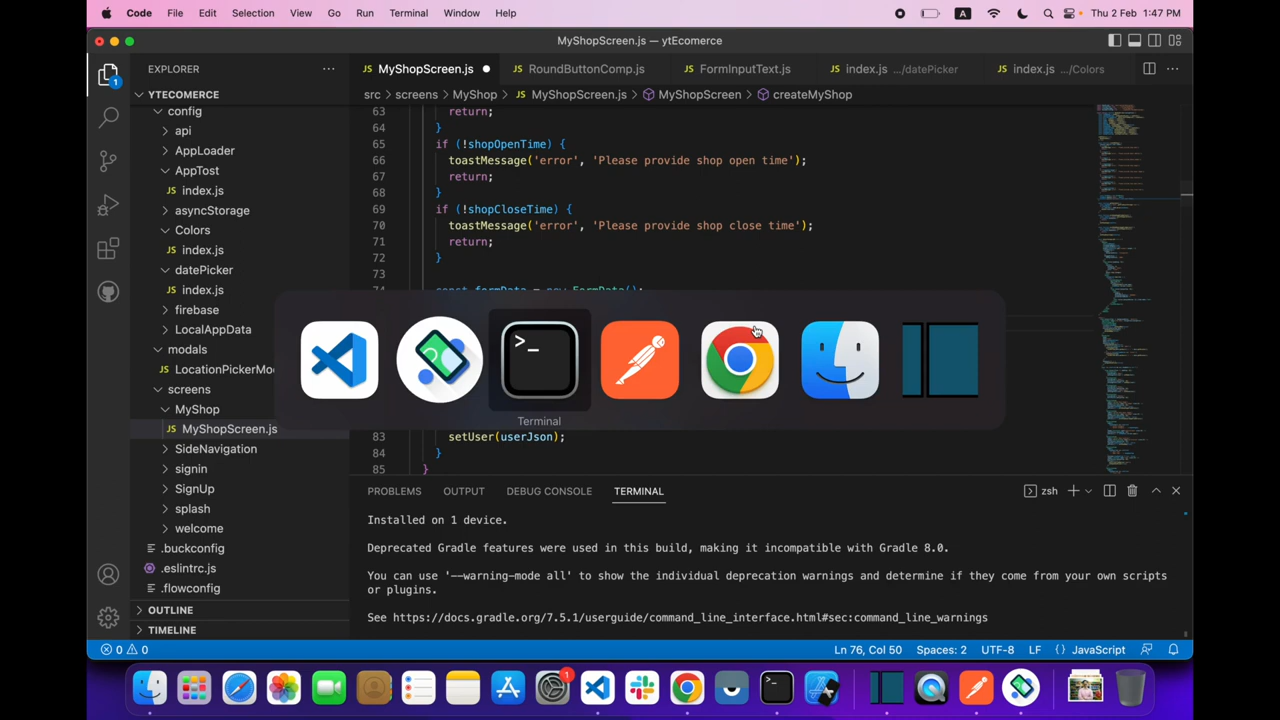 Code File Edit Selection View Go Run Terminal Window Help A Thu 2 Feb 1:47 PM
MyShopScreen.js — ytEcomerce
1
EXPLORER
MyShopScreen.js
RoundButtonComp.js
FormInputText.js
index.js .../datePicker
index.js .../Colors
YTECOMERCE
src > screens > MyShop > MyShopScreen.js > MyShopScreen > createMyShop
config
api
AppLoader
AppTost
index.js
asyncStorage
Colors
index.js
datePicker
index.js
firebase
LocalAppData
modals
LocationPickerMo
screens
MyShop
MyShopScreen.js
SideNavigation
signin
SignUp
splash
welcome
.buckconfig
.eslintrc.js
.flowconfig
OUTLINE
TIMELINE
63 return;
64 }
65 if (!shopOpenTime) {
66 toastMessage('error', 'Please provide shop open time');
67 return;
68 }
69 if (!shopCloseTime) {
70 toastMessage('error', 'Please provide shop close time');
71 return;
72 }
73
74 const formData = new FormData();
>_
Terminal
83 setUser(userJson);
84 }
85 }
PROBLEMS OUTPUT DEBUG CONSOLE TERMINAL
zsh
Installed on 1 device.
Deprecated Gradle features were used in this build, making it incompatible with Gradle 8.0.
You can use '--warning-mode all' to show the individual deprecation warnings and determine if they come from your own scripts
or plugins.
See https://docs.gradle.org/7.5.1/userguide/command_line_interface.html#sec:command_line_warnings
0 0
Ln 76, Col 50 Spaces: 2 UTF-8 LF {} JavaScript
1
>_